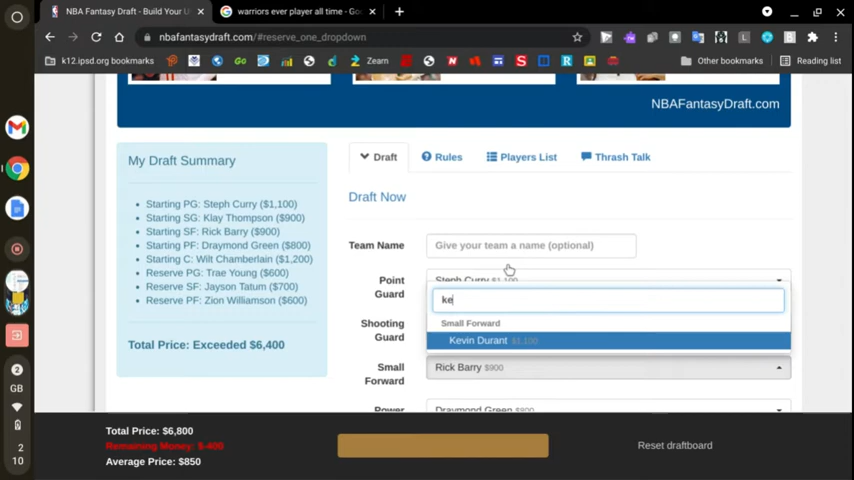 NBA Fantasy Draft - Build Your U
warriors ever player all time - Go
nbafantasydraft.com/#reserve_one_dropdown
k12.ipsd.org bookmarks
Zearn
Other bookmarks
Reading list
NBAFantasyDraft.com
My Draft Summary
Starting PG: Steph Curry ($1,100)
Starting SG: Klay Thompson ($900)
Starting SF: Rick Barry ($900)
Starting PF: Draymond Green ($800)
Starting C: Wilt Chamberlain ($1,200)
Reserve PG: Trae Young ($600)
Reserve SF: Jayson Tatum ($700)
Reserve PF: Zion Williamson ($600)
Total Price: Exceeded $6,400
Draft
Rules
Players List
Thrash Talk
Draft Now
Team Name
Give your team a name (optional)
Point
Guard
Steph Curry $1,100
ke
Small Forward
Kevin Durant $1,100
Shooting
Guard
Small
Forward
Rick Barry $900
Power
Draymond Green $800
Total Price: $6,800
Remaining Money: $-400
Average Price: $850
Reset draftboard
2
GB
2
10